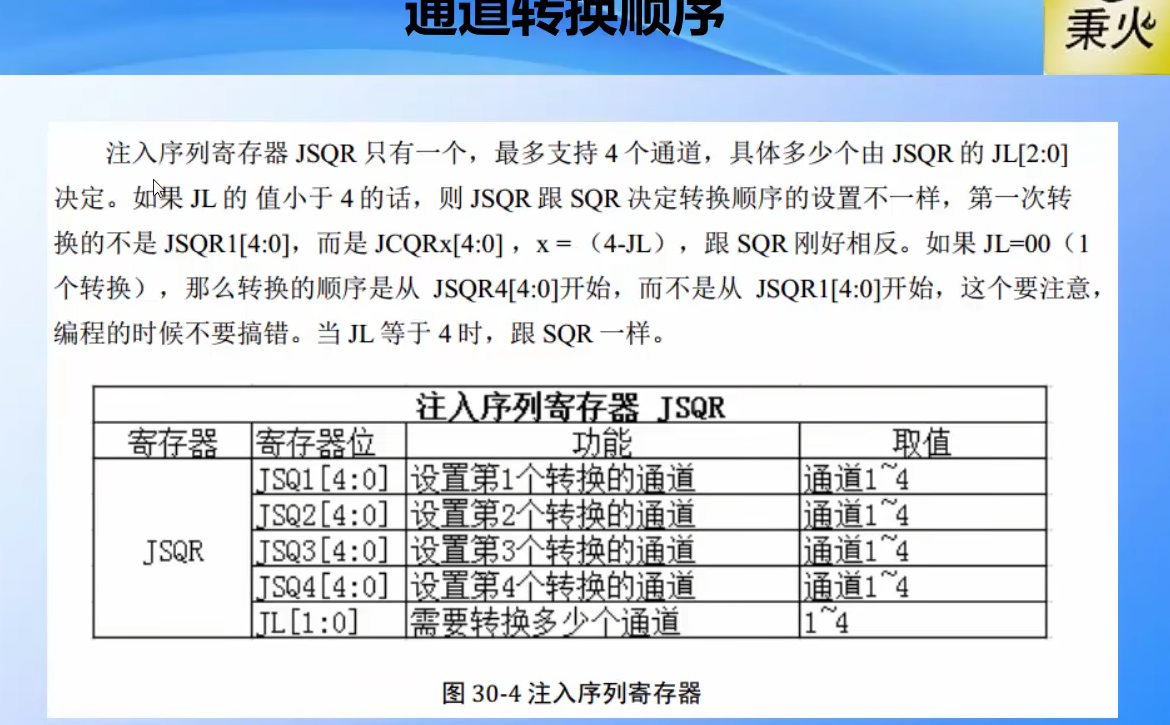 通道转换顺序
秉火
注入序列寄存器 JSQR 只有一个，最多支持 4 个通道，具体多少个由 JSQR 的 JL[2:0]
决定。如果 JL 的 值小于 4 的话，则 JSQR 跟 SQR 决定转换顺序的设置不一样，第一次转
换的不是 JSQR1[4:0]，而是 JCQRx[4:0] ，x = （4-JL），跟 SQR 刚好相反。如果 JL=00（1
个转换），那么转换的顺序是从 JSQR4[4:0]开始，而不是从 JSQR1[4:0]开始，这个要注意，
编程的时候不要搞错。当 JL 等于 4 时，跟 SQR 一样。
注入序列寄存器 JSQR
寄存器 寄存器位 功能 取值
JSQ1[4:0] 设置第1个转换的通道 通道1~4
JSQ2[4:0] 设置第2个转换的通道 通道1~4
JSQR JSQ3[4:0] 设置第3个转换的通道 通道1~4
JSQ4[4:0] 设置第4个转换的通道 通道1~4
JL[1:0] 需要转换多少个通道 1~4
图 30-4 注入序列寄存器